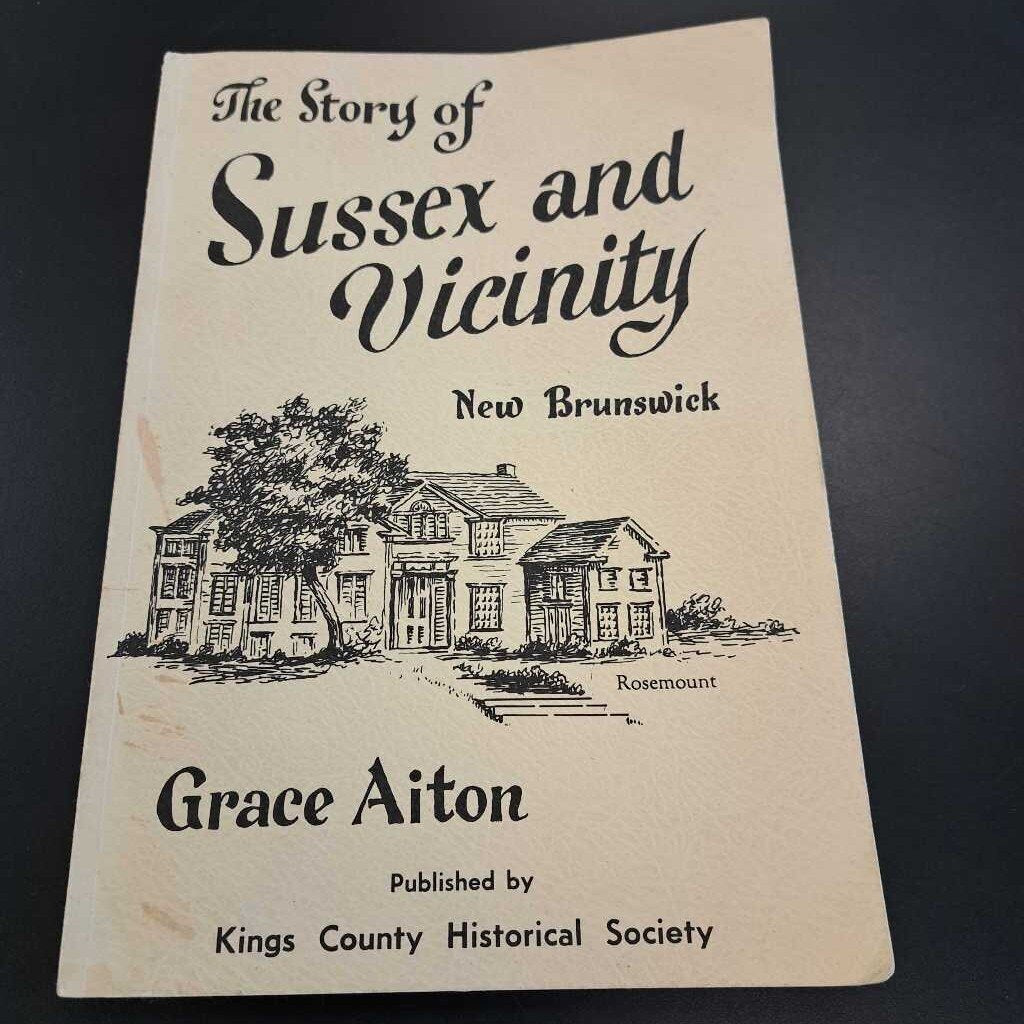 The Story of
Sussex and
Vicinity
New Brunswick
Rosemount
Grace Aiton
Published by
Kings County Historical Society